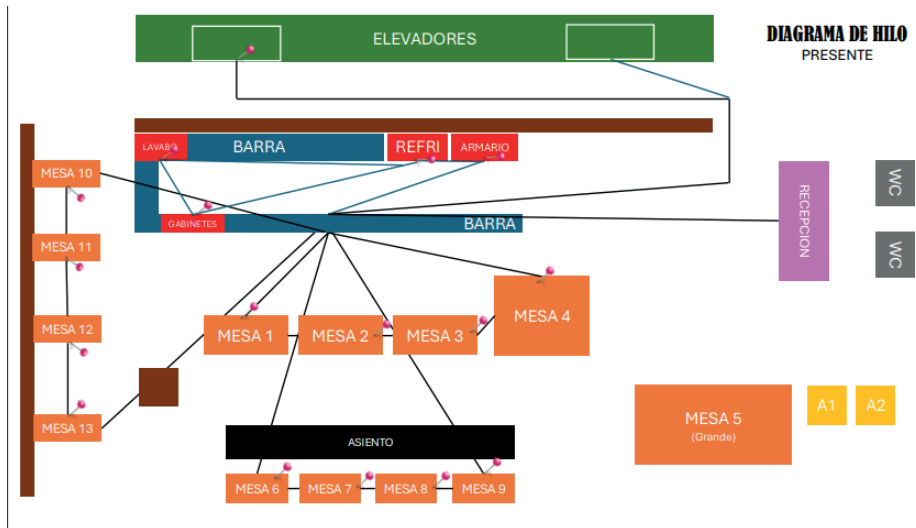 DIAGRAMA DE HILO
PRESENTE
ELEVADORES
LAVABO
BARRA
REFRI
ARMARIO
MESA 10
GABINETES
BARRA
RECEPCION
WC
WC
MESA 11
MESA 12
MESA 13
MESA 1
MESA 2
MESA 3
MESA 4
MESA 5
(Grande)
A1
A2
ASIENTO
MESA 6
MESA 7
MESA 8
MESA 9